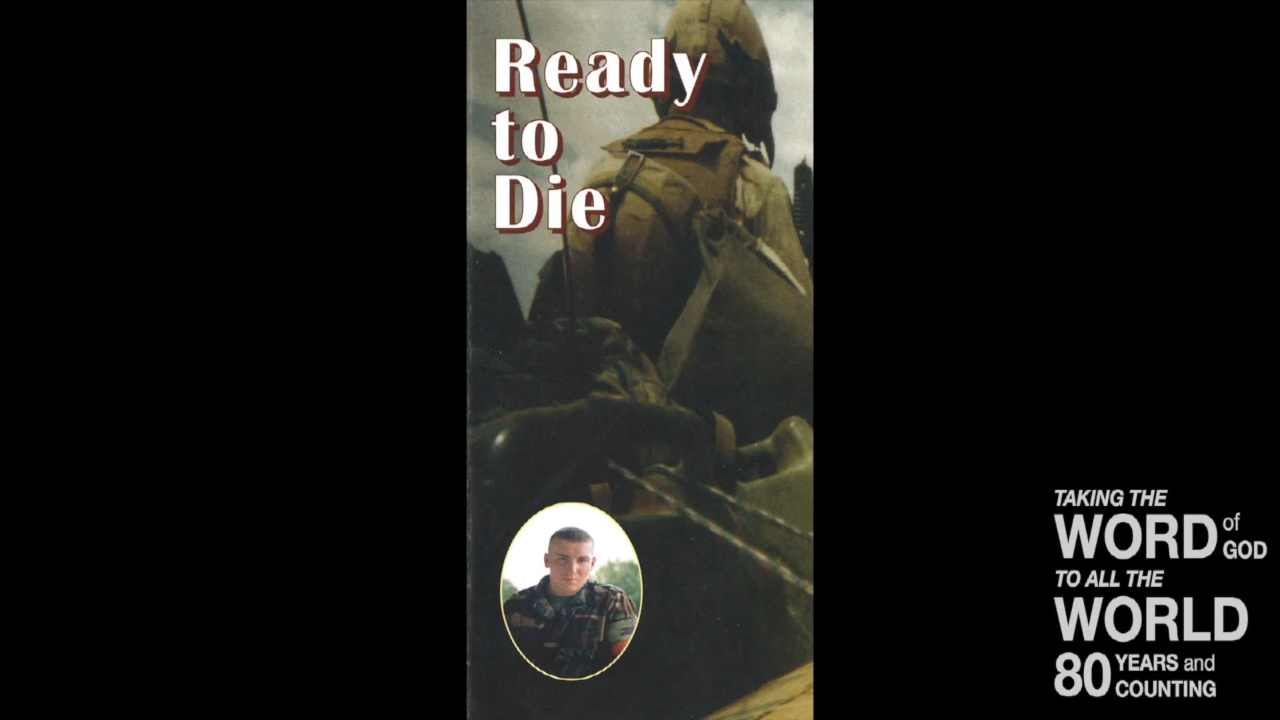 Ready
to
Die
TAKING THE
WORD of GOD
TO ALL THE
WORLD
80 YEARS and
COUNTING